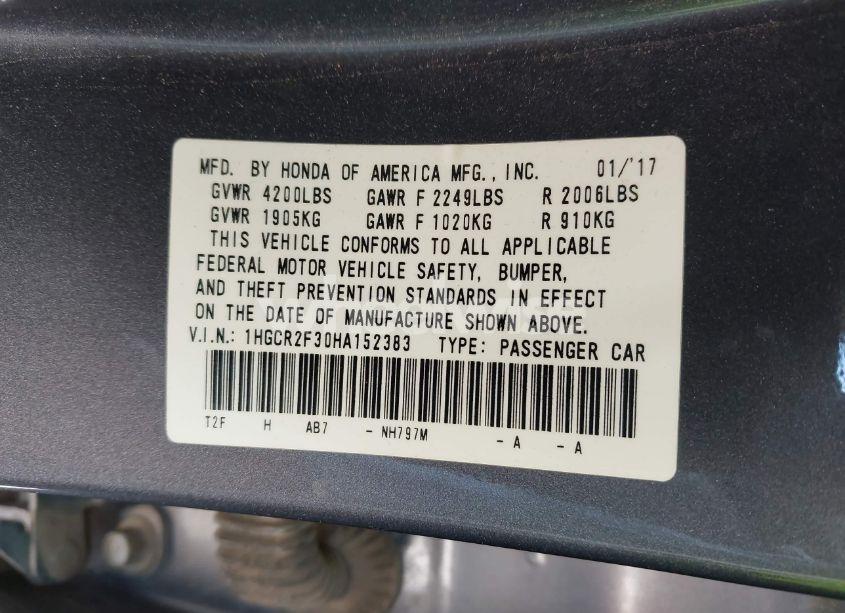 MFD. BY HONDA OF AMERICA MFG., INC. 01/'17
GVWR 4200LBS GAWR F 2249LBS R 2006LBS
GVWR 1905KG GAWR F 1020KG R 910KG
THIS VEHICLE CONFORMS TO ALL APPLICABLE
FEDERAL MOTOR VEHICLE SAFETY, BUMPER,
AND THEFT PREVENTION STANDARDS IN EFFECT
ON THE DATE OF MANUFACTURE SHOWN ABOVE.
V.I.N.: 1HGCR2F30HA152383 TYPE: PASSENGER CAR
T2F H AB7 - NH797M - A - A